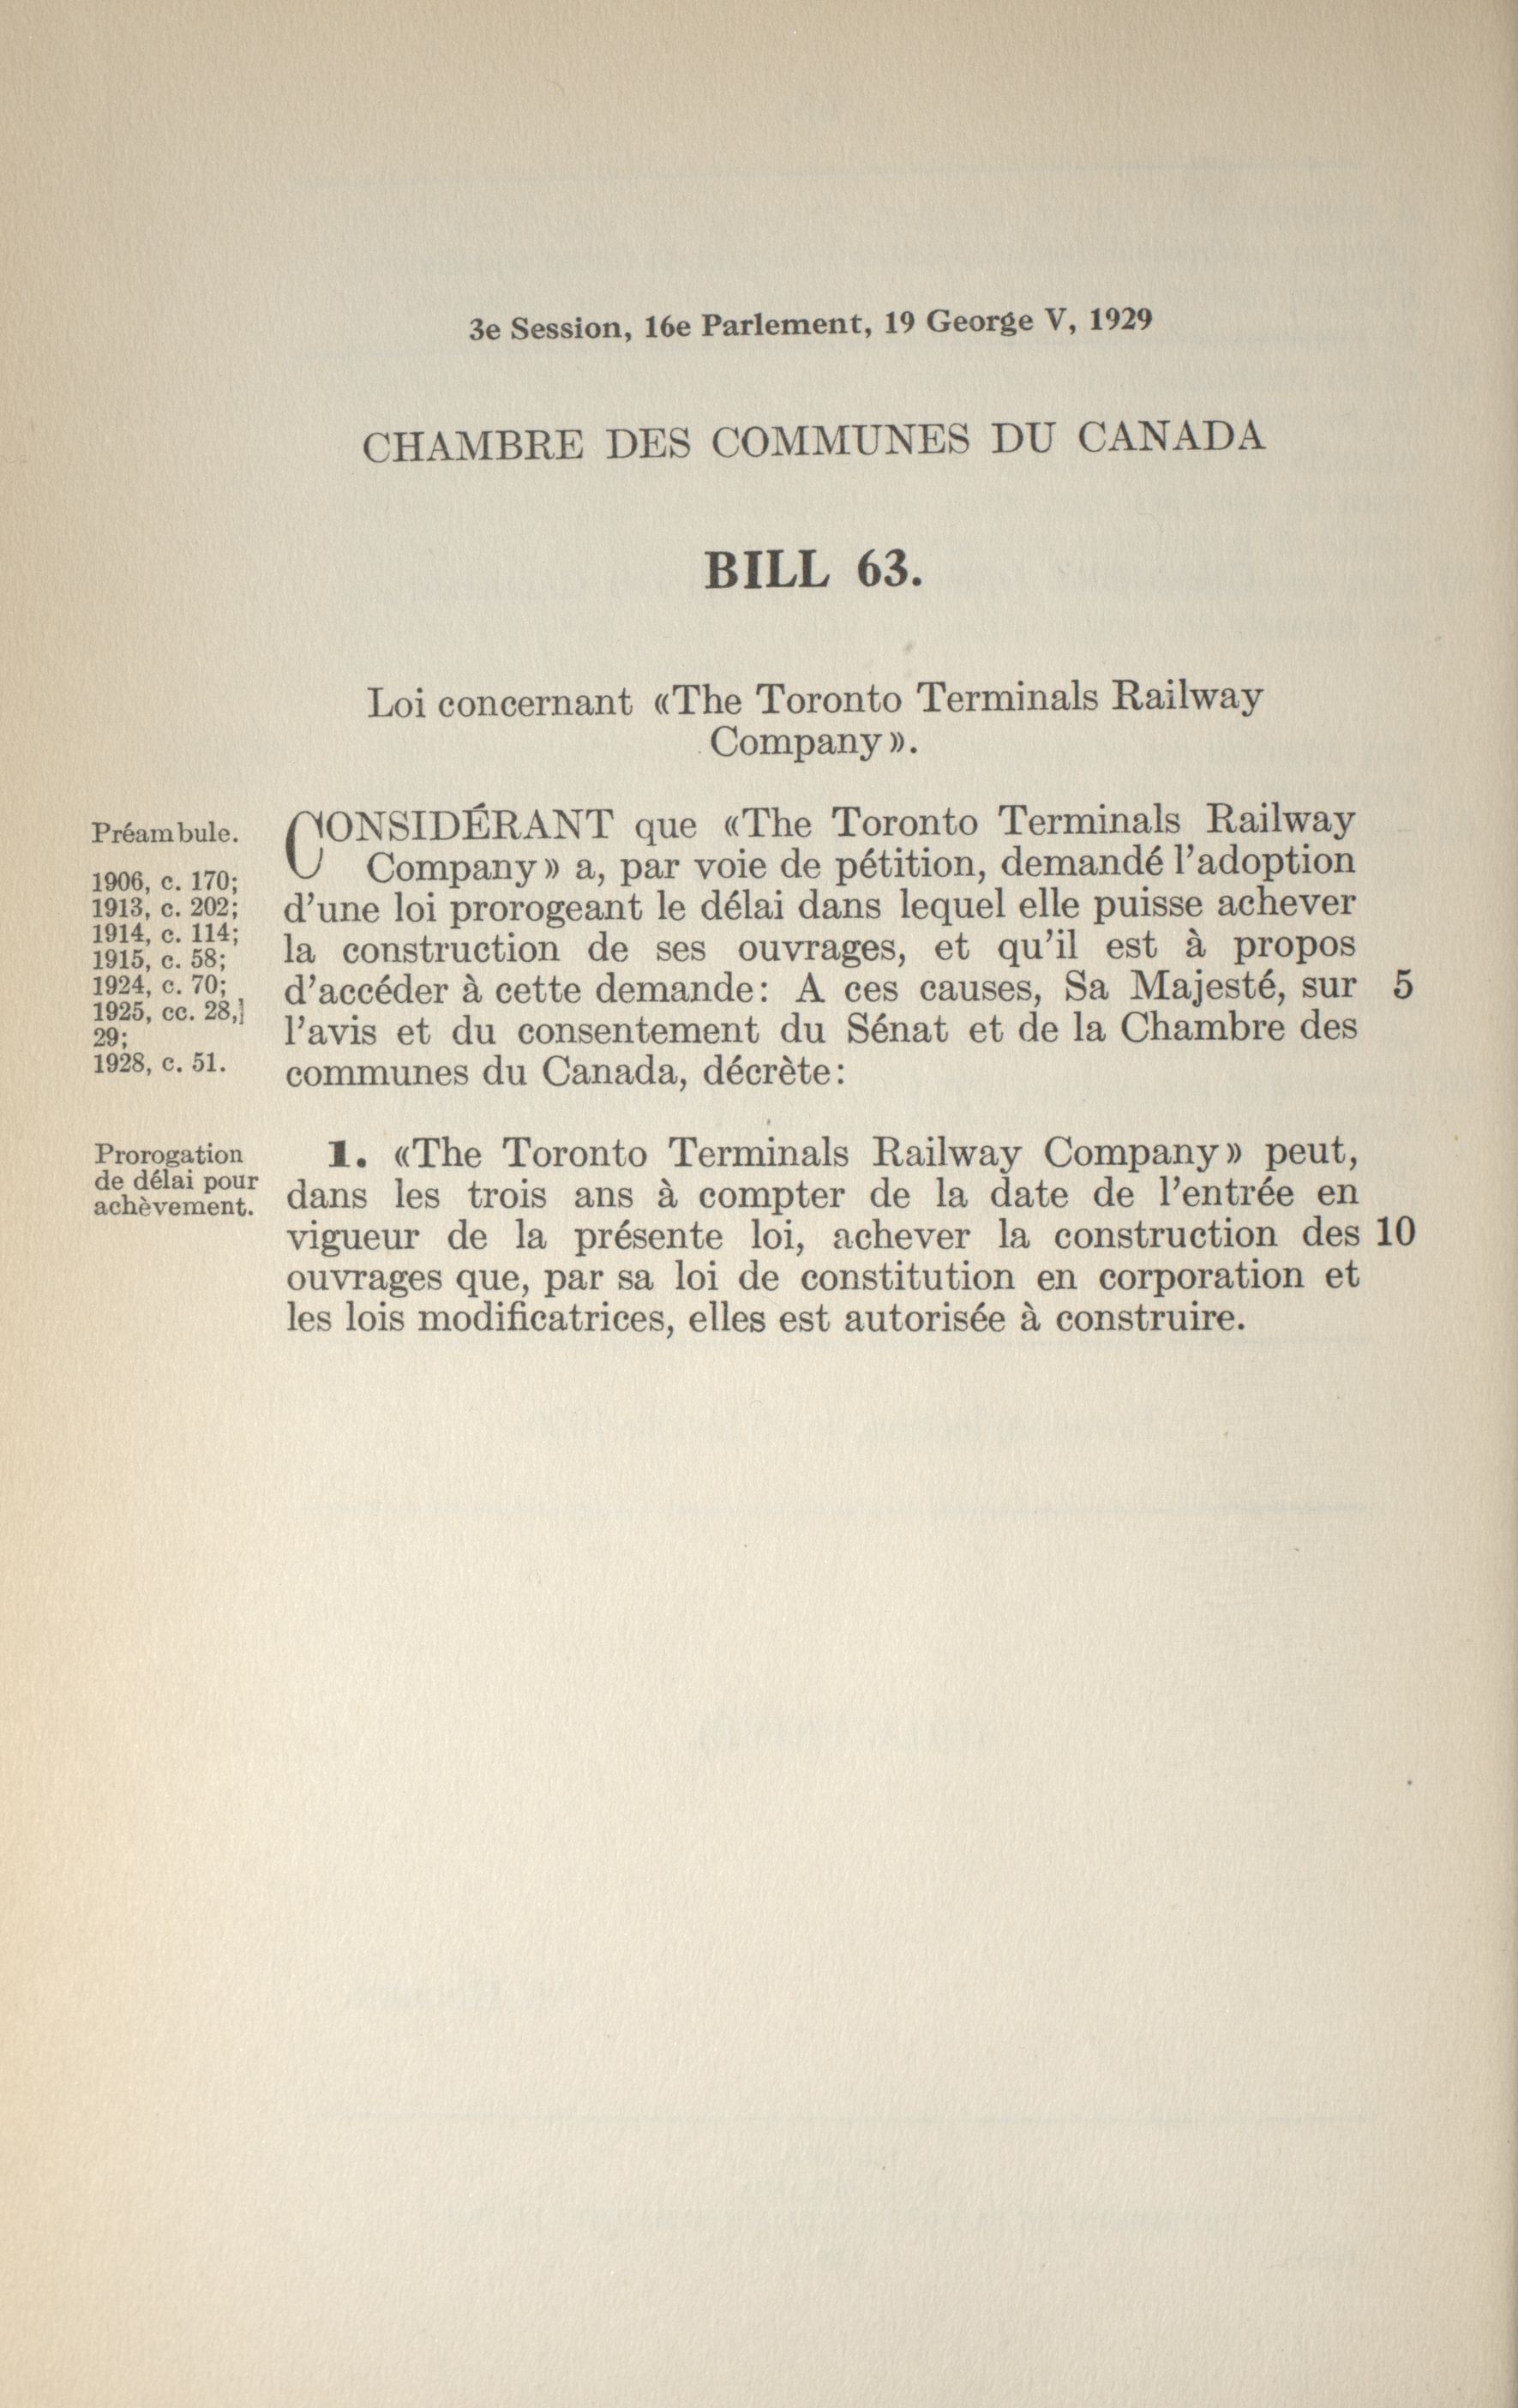 3e Session, 16e Parlement, 19 George V, 1929
CHAMBRE DES COMMUNES DU CANADA
BILL 63.
Loi concernant «The Toronto Terminals Railway
Company».
Préambule.
1906, c. 170;
1913, c. 202;
1914, c. 114;
1915, c. 58;
1924, c. 70;
1925, cc. 28,]
29;
1928, c. 51.
CONSIDÉRANT que «The Toronto Terminals Railway
Company» a, par voie de pétition, demandé l'adoption
d'une loi prorogeant le délai dans lequel elle puisse achever
la construction de ses ouvrages, et qu'il est à propos
d'accéder à cette demande: A ces causes, Sa Majesté, sur 5
l'avis et du consentement du Sénat et de la Chambre des
communes du Canada, décrète:
Prorogation
de délai pour
achèvement.
1. «The Toronto Terminals Railway Company» peut,
dans les trois ans à compter de la date de l'entrée en
vigueur de la présente loi, achever la construction des 10
ouvrages que, par sa loi de constitution en corporation et
les lois modificatrices, elles est autorisée à construire.